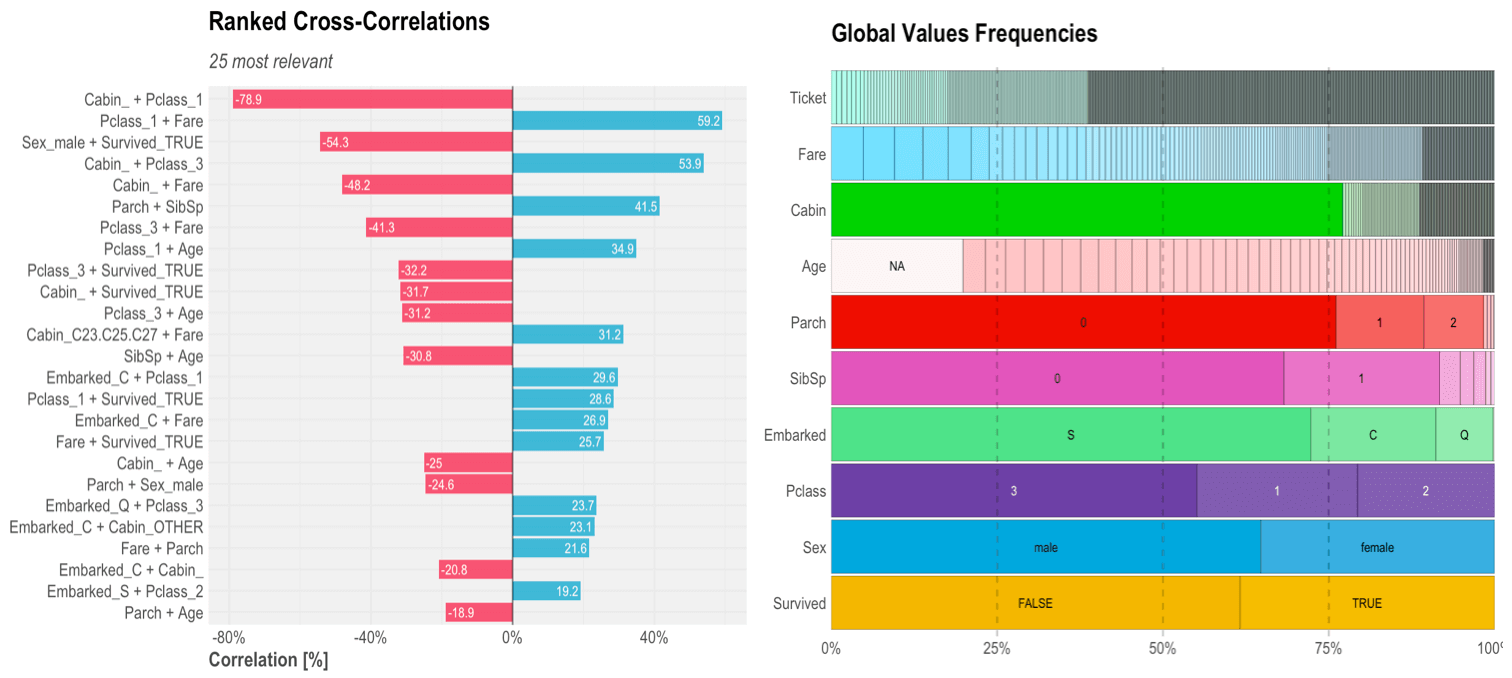 Ranked Cross-Correlations
25 most relevant
Cabin_ + Pclass_1 -78.9
Pclass_1 + Fare 59.2
Sex_male + Survived_TRUE -54.3
Cabin_ + Pclass_3 53.9
Cabin_ + Fare -48.2
Parch + SibSp 41.5
Pclass_3 + Fare -41.3
Pclass_1 + Age 34.9
Pclass_3 + Survived_TRUE -32.2
Cabin_ + Survived_TRUE -31.7
Pclass_3 + Age -31.2
Cabin_C23.C25.C27 + Fare 31.2
SibSp + Age -30.8
Embarked_C + Pclass_1 29.6
Pclass_1 + Survived_TRUE 28.6
Embarked_C + Fare 26.9
Fare + Survived_TRUE 25.7
Cabin_ + Age -25
Parch + Sex_male -24.6
Embarked_Q + Pclass_3 23.7
Embarked_C + Cabin_OTHER 23.1
Fare + Parch 21.6
Embarked_C + Cabin_ -20.8
Embarked_S + Pclass_2 19.2
Parch + Age -18.9
-80% -40% 0% 40%
Correlation [%]
Global Values Frequencies
Ticket
Fare
Cabin
Age NA
Parch 0 1 2
SibSp 0 1
Embarked S C Q
Pclass 3 1 2
Sex male female
Survived FALSE TRUE
0% 25% 50% 75% 100%